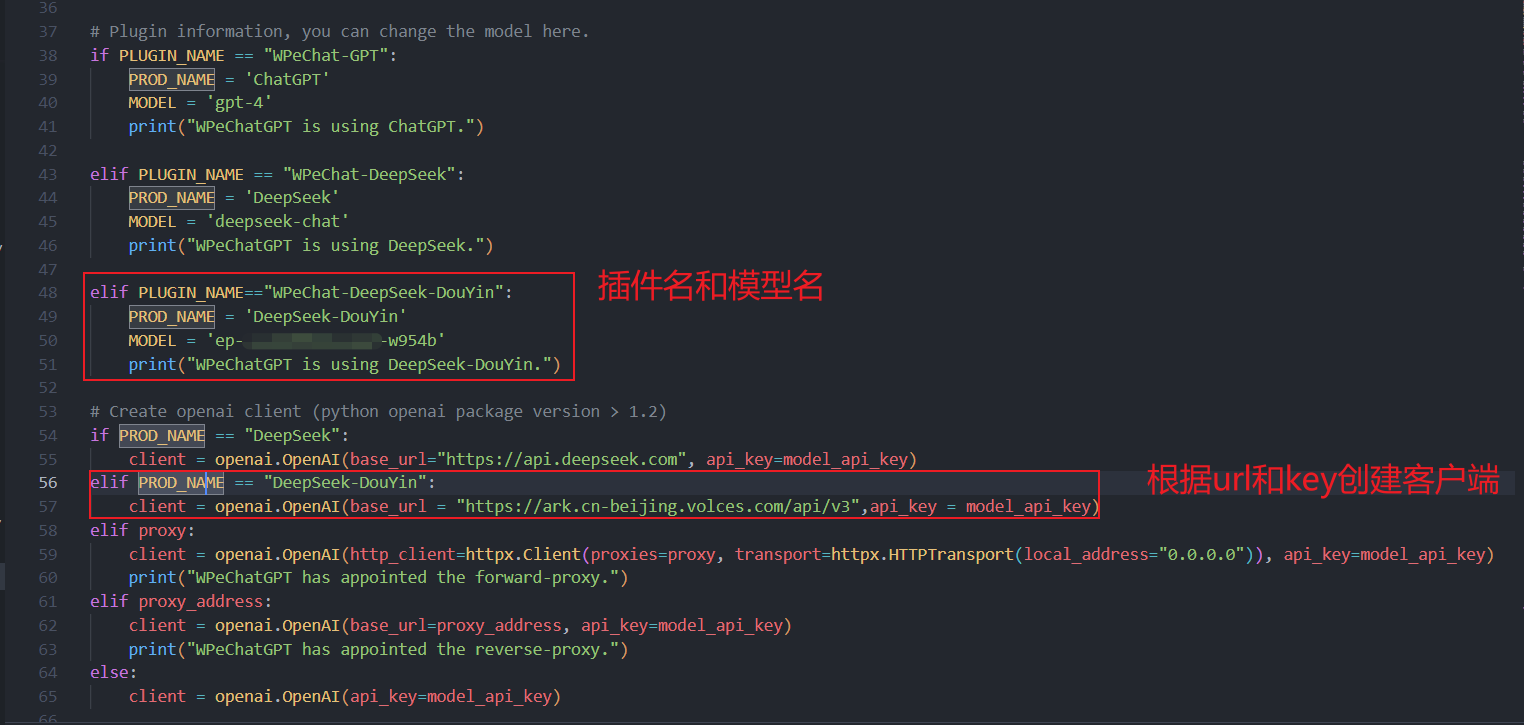 36
37 # Plugin information, you can change the model here.
38 if PLUGIN_NAME == "WPeChat-GPT":
39     PROD_NAME = 'ChatGPT'
40     MODEL = 'gpt-4'
41     print("WPeChatGPT is using ChatGPT.")
42
43 elif PLUGIN_NAME == "WPeChat-DeepSeek":
44     PROD_NAME = 'DeepSeek'
45     MODEL = 'deepseek-chat'
46     print("WPeChatGPT is using DeepSeek.")
47
48 elif PLUGIN_NAME=="WPeChat-DeepSeek-DouYin":
插件名和模型名
49     PROD_NAME = 'DeepSeek-DouYin'
50     MODEL = 'ep- -w954b'
51     print("WPeChatGPT is using DeepSeek-DouYin.")
52
53 # Create openai client (python openai package version > 1.2)
54 if PROD_NAME == "DeepSeek":
55     client = openai.OpenAI(base_url="https://api.deepseek.com", api_key=model_api_key)
56 elif PROD_NAME == "DeepSeek-DouYin":
根据url和key创建客户端
57     client = openai.OpenAI(base_url = "https://ark.cn-beijing.volces.com/api/v3",api_key = model_api_key)
58 elif proxy:
59     client = openai.OpenAI(http_client=httpx.Client(proxies=proxy, transport=httpx.HTTPTransport(local_address="0.0.0.0")), api_key=model_api_key)
60     print("WPeChatGPT has appointed the forward-proxy.")
61 elif proxy_address:
62     client = openai.OpenAI(base_url=proxy_address, api_key=model_api_key)
63     print("WPeChatGPT has appointed the reverse-proxy.")
64 else:
65     client = openai.OpenAI(api_key=model_api_key)
66